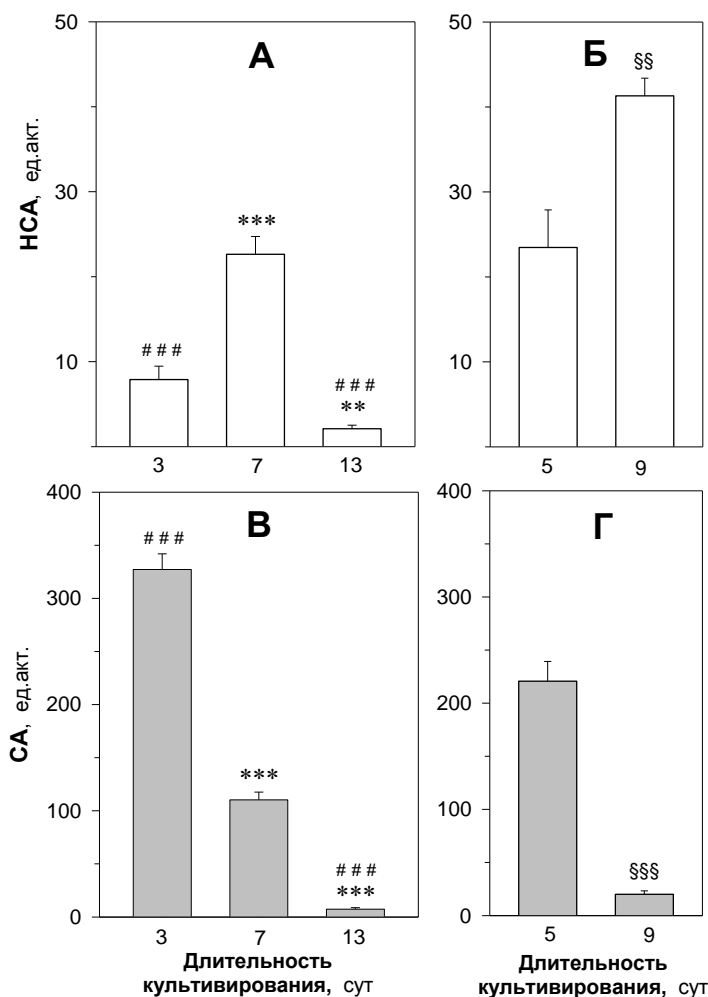 50
30
10
НСА, ед.акт.
А
# # #
***
# # #
**
3
7
13
50
30
10
Б
§§
5
9
400
300
200
100
0
СА, ед.акт.
В
# # #
***
# # #
***
3
7
13
Длительность
культивирования, сут
400
300
200
100
0
Г
§§§
5
9
Длительность
культивирования, сут